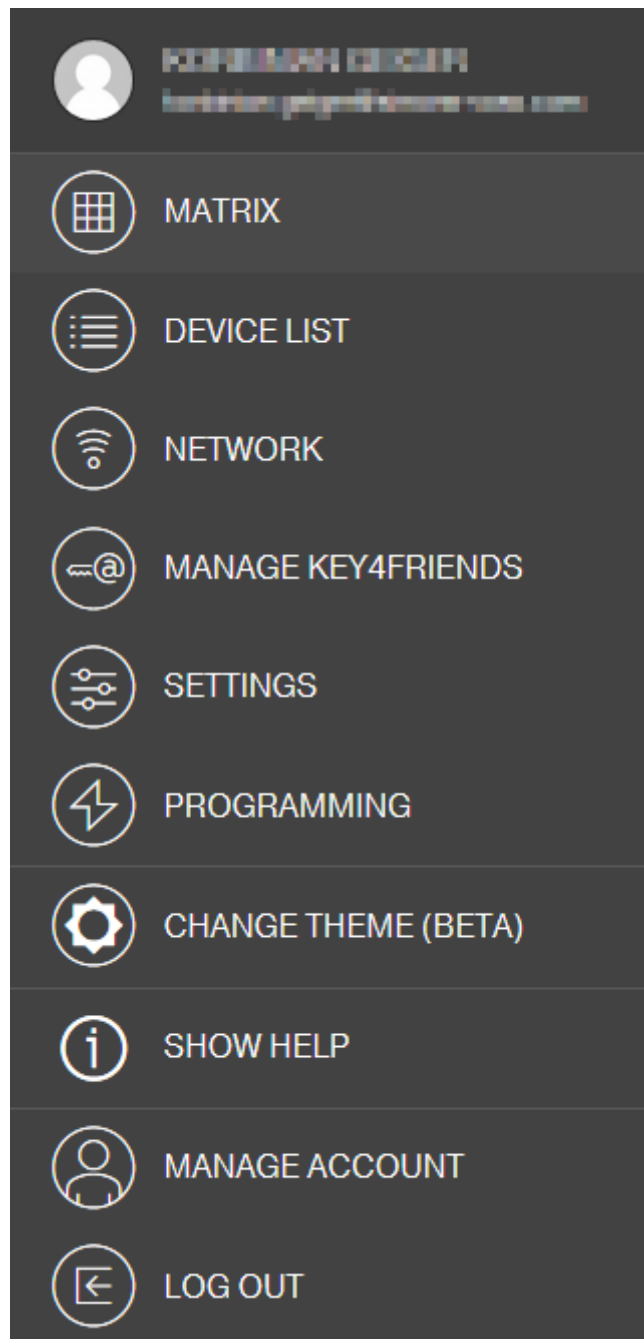 MATRIX
DEVICE LIST
NETWORK
MANAGE KEY4FRIENDS
SETTINGS
PROGRAMMING
CHANGE THEME (BETA)
SHOW HELP
MANAGE ACCOUNT
LOG OUT